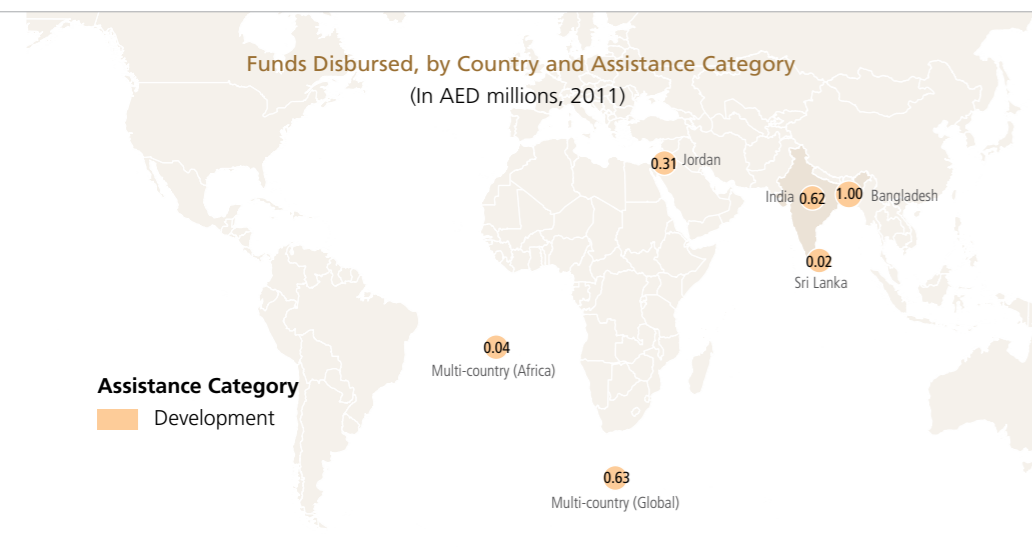 Funds Disbursed, by Country and Assistance Category
(In AED millions, 2011)
0.31 Jordan
India 0.62 1.00 Bangladesh
0.02
Sri Lanka
0.04
Multi-country (Africa)
Assistance Category
Development
0.63
Multi-country (Global)